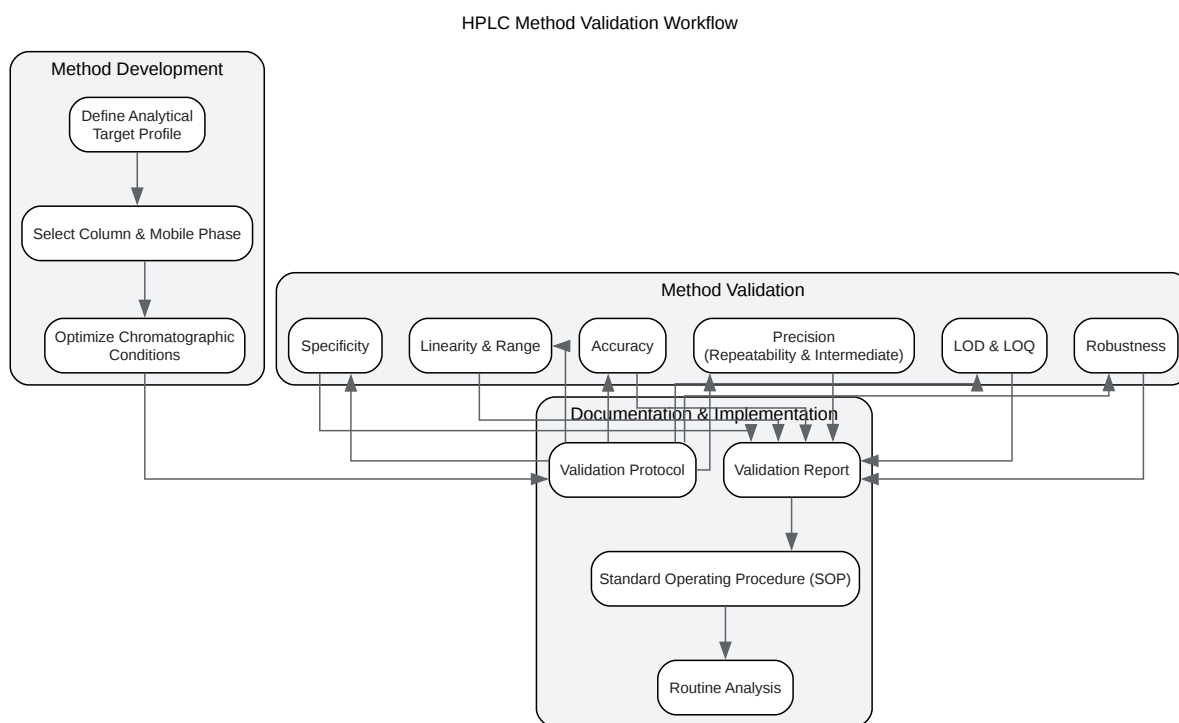 HPLC Method Validation Workflow
Method Development
Define Analytical
Target Profile
Select Column & Mobile Phase
Optimize Chromatographic
Conditions
Method Validation
Specificity
Linearity & Range
Accuracy
Precision
(Repeatability & Intermediate)
LOD & LOQ
Robustness
Documentation & Implementation
Validation Protocol
Validation Report
Standard Operating Procedure (SOP)
Routine Analysis